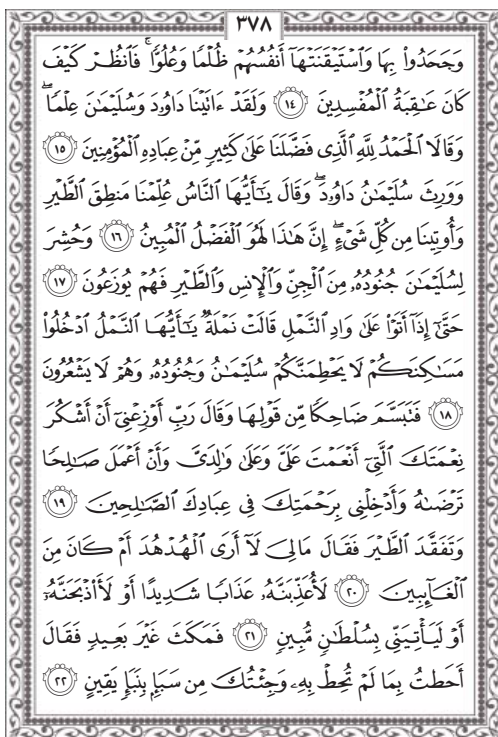 ٣٧٨
وَجَحَدُوا۟ بِهَا وَٱسْتَيْقَنَتْهَآ أَنفُسُهُمْ ظُلْمًا وَعُلُوًّا ۚ فَٱنظُرْ كَيْفَ
كَانَ عَـٰقِبَةُ ٱلْمُفْسِدِينَ ١٤ وَلَقَدْ ءَاتَيْنَا دَاوُۥدَ وَسُلَيْمَـٰنَ عِلْمًا ۖ
وَقَالَا ٱلْحَمْدُ لِلَّهِ ٱلَّذِى فَضَّلَنَا عَلَىٰ كَثِيرٍ مِّنْ عِبَادِهِ ٱلْمُؤْمِنِينَ ١٥
وَوَرِثَ سُلَيْمَـٰنُ دَاوُۥدَ ۖ وَقَالَ يَـٰٓأَيُّهَا ٱلنَّاسُ عُلِّمْنَا مَنطِقَ ٱلطَّيْرِ
وَأُوتِينَا مِن كُلِّ شَىْءٍ ۖ إِنَّ هَـٰذَا لَهُوَ ٱلْفَضْلُ ٱلْمُبِينُ ١٦ وَحُشِرَ
لِسُلَيْمَـٰنَ جُنُودُهُۥ مِنَ ٱلْجِنِّ وَٱلْإِنسِ وَٱلطَّيْرِ فَهُمْ يُوزَعُونَ ١٧
حَتَّىٰٓ إِذَآ أَتَوْا۟ عَلَىٰ وَادِ ٱلنَّمْلِ قَالَتْ نَمْلَةٌ يَـٰٓأَيُّهَا ٱلنَّمْلُ ٱدْخُلُوا۟
مَسَـٰكِنَكُمْ لَا يَحْطِمَنَّكُمْ سُلَيْمَـٰنُ وَجُنُودُهُۥ وَهُمْ لَا يَشْعُرُونَ
١٨ فَتَبَسَّمَ ضَاحِكًا مِّن قَوْلِهَا وَقَالَ رَبِّ أَوْزِعْنِىٓ أَنْ أَشْكُرَ
نِعْمَتَكَ ٱلَّتِىٓ أَنْعَمْتَ عَلَىَّ وَعَلَىٰ وَٰلِدَىَّ وَأَنْ أَعْمَلَ صَـٰلِحًا
تَرْضَىٰهُ وَأَدْخِلْنِى بِرَحْمَتِكَ فِى عِبَادِكَ ٱلصَّـٰلِحِينَ ١٩
وَتَفَقَّدَ ٱلطَّيْرَ فَقَالَ مَالِىَ لَآ أَرَى ٱلْهُدْهُدَ أَمْ كَانَ مِنَ
ٱلْغَآئِبِينَ ٢٠ لَأُعَذِّبَنَّهُۥ عَذَابًا شَدِيدًا أَوْ لَأَا۟ذْبَحَنَّهُۥٓ
أَوْ لَيَأْتِيَنِّى بِسُلْطَـٰنٍ مُّبِينٍ ٢١ فَمَكَثَ غَيْرَ بَعِيدٍ فَقَالَ
أَحَطتُ بِمَا لَمْ تُحِطْ بِهِۦ وَجِئْتُكَ مِن سَبَإٍۭ بِنَبَإٍ يَقِينٍ ٢٢